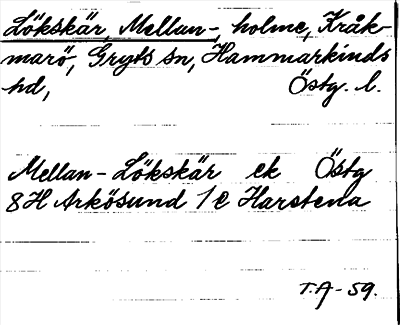 Lökskär, Mellan-, holme, Kråk-
marö, Gryts sn, Hammarkinds
hd, Östg. l.
Mellan-Lökskär ek Östg
8H Arkösund 1e Harstena
T.A-59.